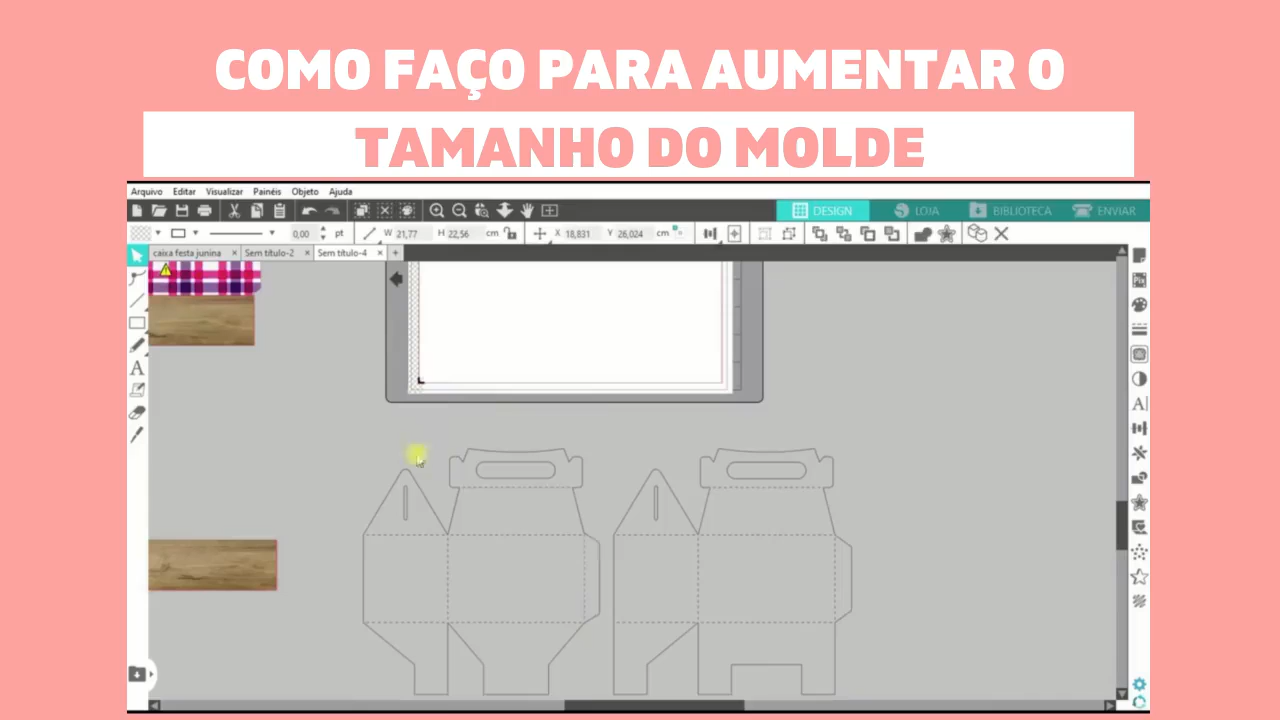 COMO FAÇO PARA AUMENTAR O
TAMANHO DO MOLDE
Arquivo Editar Visualizar Painéis Objeto Ajuda
DESIGN LOJA BIBLIOTECA ENVIAR
0,00 pt W 21,77 H 22,56 cm X 18,831 Y 26,024 cm
caixa festa junina × Sem título-2 × Sem título-4 × +